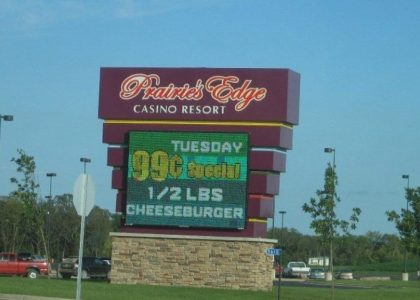 Prairie's Edge
CASINO RESORT
TUESDAY
99¢ Special
1/2 LBS
CHEESEBURGER